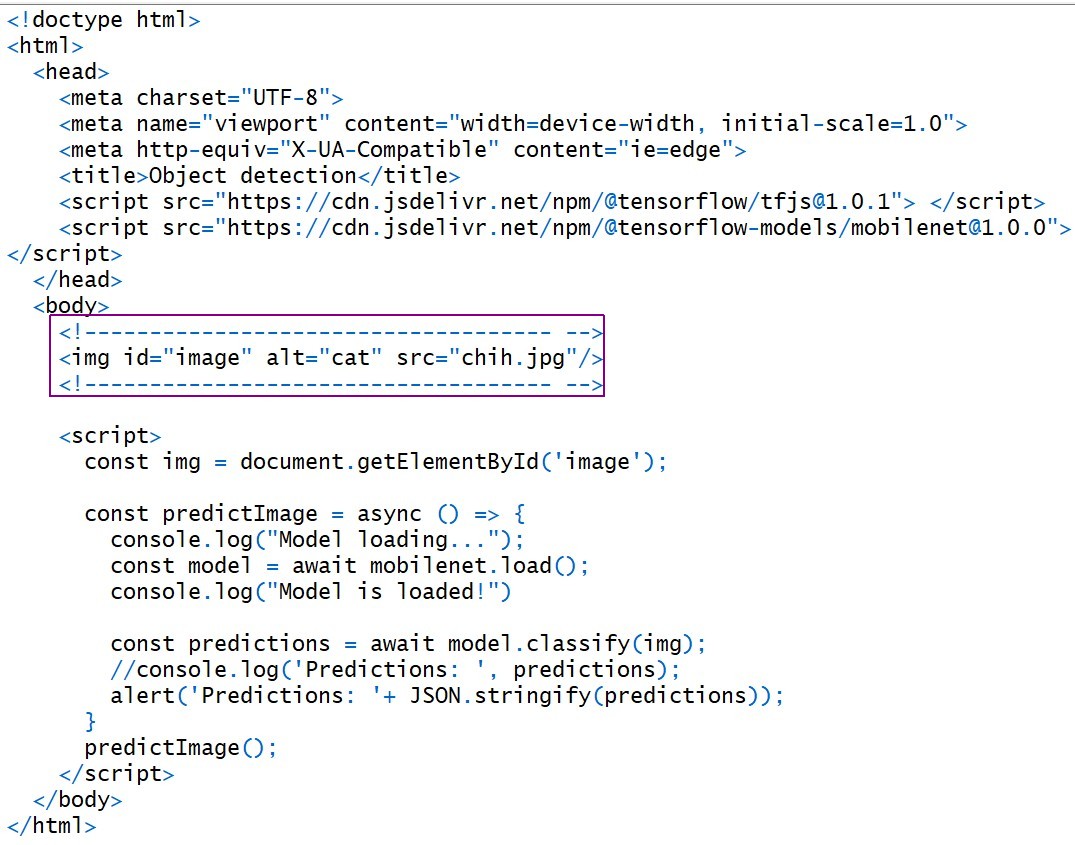 <!doctype html>
<html>
  <head>
    <meta charset="UTF-8">
    <meta name="viewport" content="width=device-width, initial-scale=1.0">
    <meta http-equiv="X-UA-Compatible" content="ie=edge">
    <title>Object detection</title>
    <script src="https://cdn.jsdelivr.net/npm/@tensorflow/tfjs@1.0.1"> </script>
    <script src="https://cdn.jsdelivr.net/npm/@tensorflow-models/mobilenet@1.0.0">
</script>
  </head>
  <body>
    <!------------------------------------ -->
    <img id="image" alt="cat" src="chih.jpg"/>
    <!------------------------------------ -->

    <script>
      const img = document.getElementById('image');

      const predictImage = async () => {
        console.log("Model loading...");
        const model = await mobilenet.load();
        console.log("Model is loaded!")

        const predictions = await model.classify(img);
        //console.log('Predictions: ', predictions);
        alert('Predictions: '+ JSON.stringify(predictions));
      }
      predictImage();
    </script>
  </body>
</html>